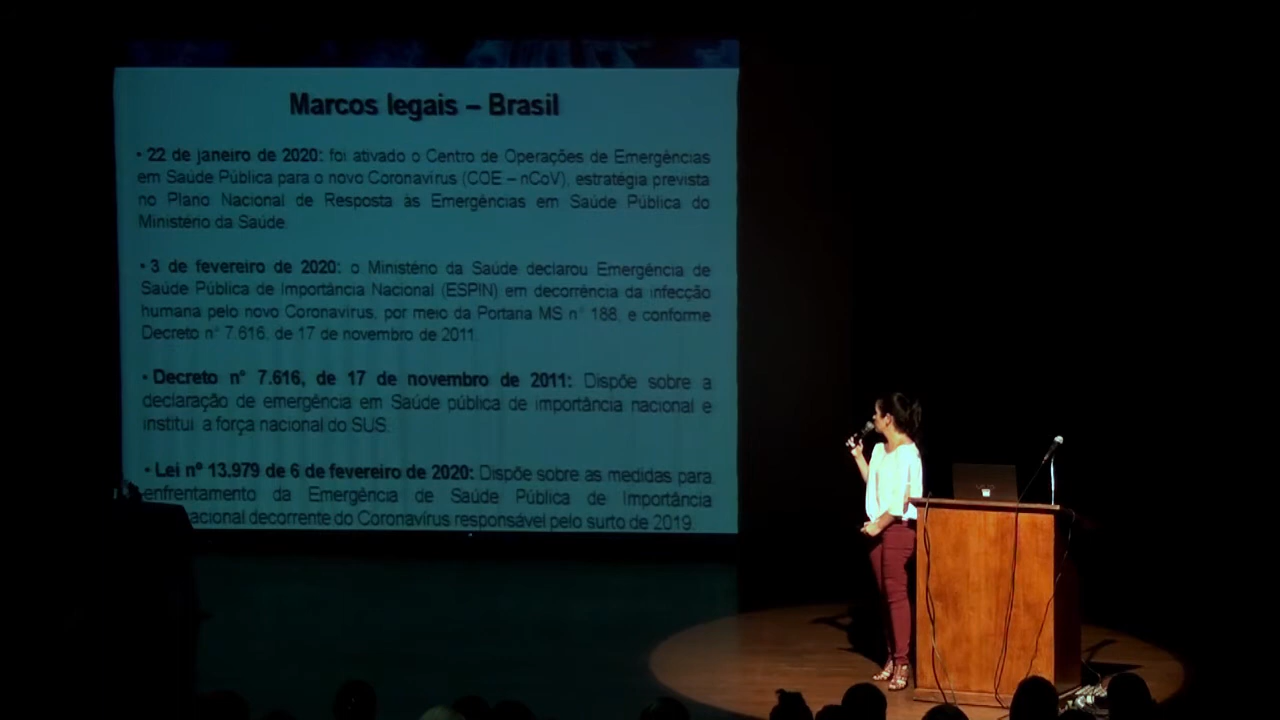 Marcos legais – Brasil
• 22 de janeiro de 2020: foi ativado o Centro de Operações de Emergências
em Saúde Pública para o novo Coronavírus (COE – nCoV), estratégia prevista
no Plano Nacional de Resposta às Emergências em Saúde Pública do
Ministério da Saúde.
• 3 de fevereiro de 2020: o Ministério da Saúde declarou Emergência de
Saúde Pública de Importância Nacional (ESPIN) em decorrência da infecção
humana pelo novo Coronavírus, por meio da Portaria MS n° 188, e conforme
Decreto n° 7.616, de 17 de novembro de 2011.
• Decreto n° 7.616, de 17 de novembro de 2011: Dispõe sobre a
declaração de emergência em Saúde pública de importância nacional e
institui a força nacional do SUS.
• Lei nº 13.979 de 6 de fevereiro de 2020: Dispõe sobre as medidas para
enfrentamento da Emergência de Saúde Pública de Importância
acional decorrente do Coronavírus responsável pelo surto de 2019.